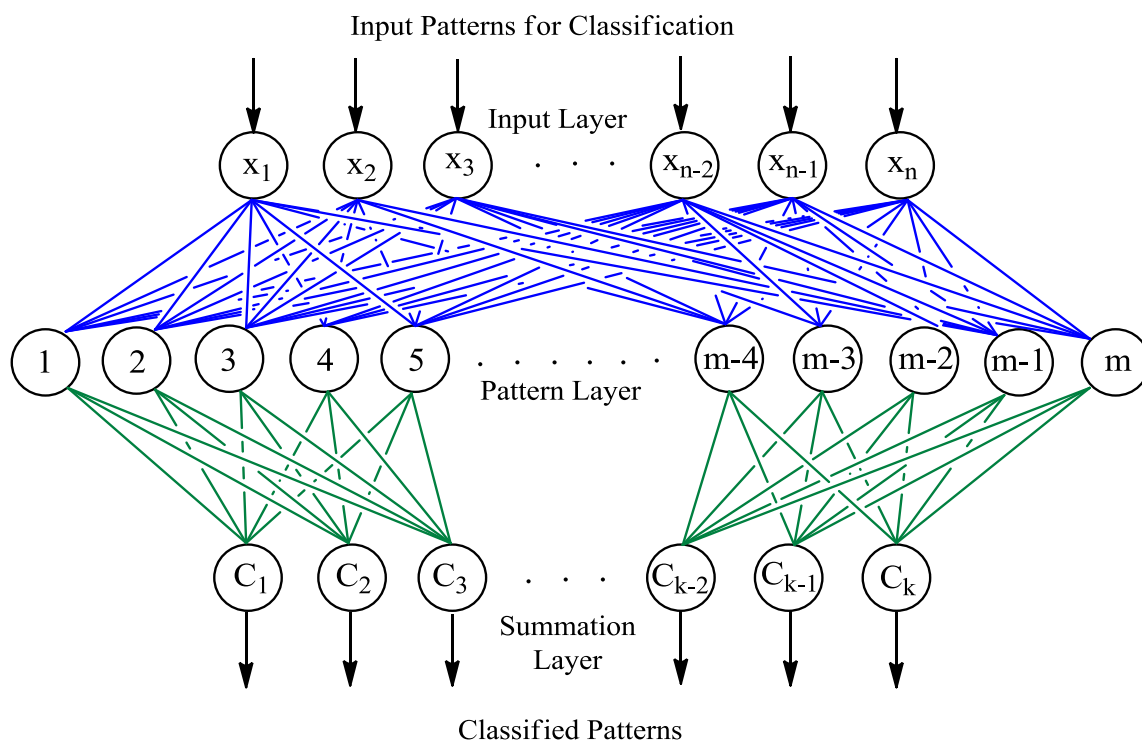 Input Patterns for Classification
Input Layer
x₁ x₂ x₃ . . . xₙ₋₂ xₙ₋₁ xₙ
1 2 3 4 5 . . . . . . m-4 m-3 m-2 m-1 m
Pattern Layer
C₁ C₂ C₃ . . . Cₖ₋₂ Cₖ₋₁ Cₖ
Summation
Layer
Classified Patterns